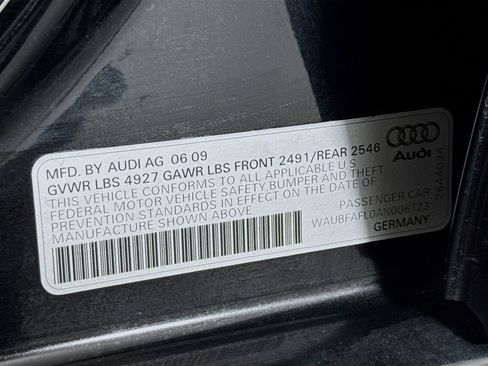 MFD. BY AUDI AG 06 09
GVWR LBS 4927 GAWR LBS FRONT 2491/REAR 2546
THIS VEHICLE CONFORMS TO ALL APPLICABLE U S
FEDERAL MOTOR VEHICLE SAFETY,BUMPER AND THEFT
PREVENTION STANDARDS IN EFFECT ON THE DATE OF
MANUFACTURE SHOWN ABOVE
Audi
PASSENGER CAR
WAUBFAFL0AN006123
GERMANY
2604034